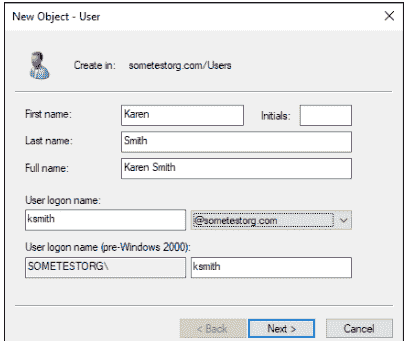 New Object - User
Create in: sometestorg.com/Users
First name: Karen Initials:
Last name: Smith
Full name: Karen Smith
User logon name:
ksmith @sometestorg.com
User logon name (pre-Windows 2000):
SOMETESTORG\ ksmith
< Back Next > Cancel